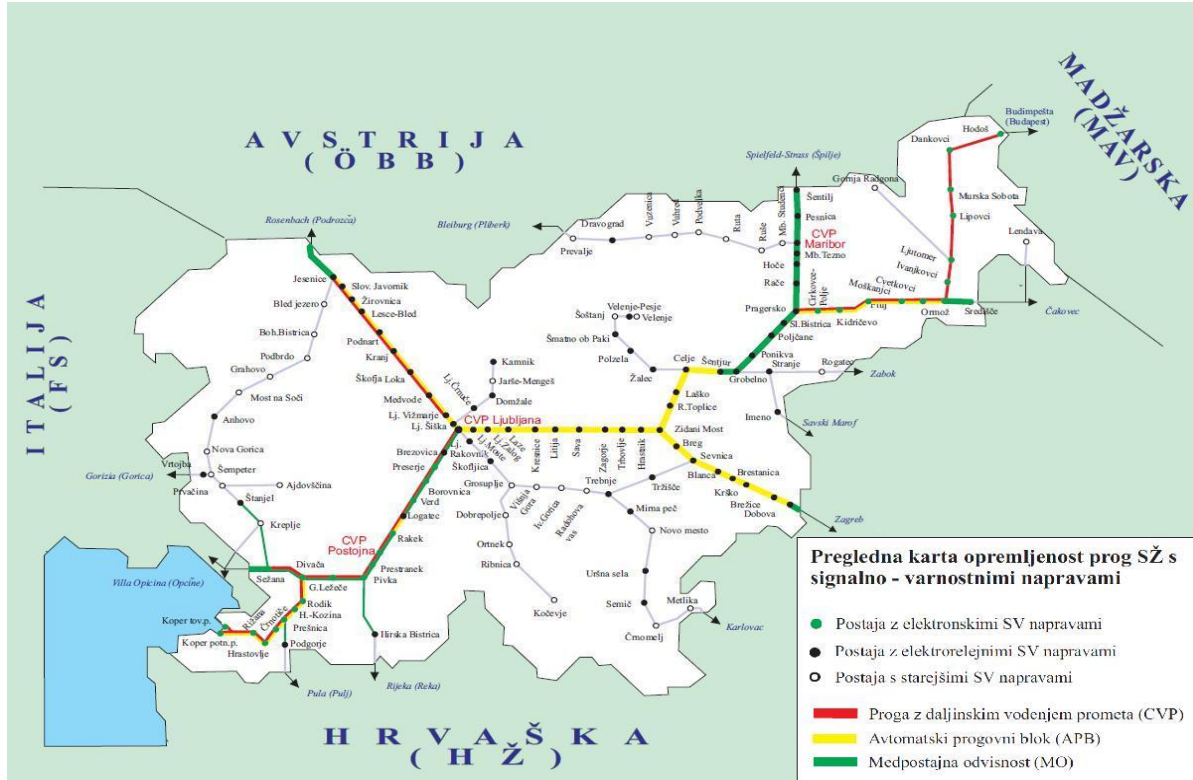 AVSTRIJA
(ÖBB)
MADŽARSKA
(MAV)
ITALIJA
(FS)
HRVAŠKA
(HŽ)
Budimpešta
(Budapest)
Hodoš
Dankovci
Murska Sobota
Lipovci
Lendava
Gornja Radgona
Ljutomer
Ivanjkovci
Cvetkovci
Moškanjci
Ptuj
Ormož
Središče
Čakovec
Spielfeld-Strass (Špilje)
Šentilj
Pesnica
CVP
Maribor
Mb.Tezno
Hoče
Rače
Cirkovce-
Polje
Pragersko
Kidričevo
Sl.Bistrica
Poljčane
Ponikva
Stranje
Rogatec
Zabok
Grobelno
Šentjur
Celje
Imeno
Savski Marof
Bleiburg (Pliberk)
Dravograd
Prevalje
Vuzenica
Vuhred
Podvelka
Ruta
Ruše
Mb. Studenci
Velenje-Pesje
Velenje
Šoštanj
Šmatno ob Paki
Polzela
Žalec
Laško
R.Toplice
Zidani Most
Breg
Sevnica
Blanca
Brestanica
Krško
Brežice
Dobova
Zagreb
Rosenbach (Podrožča)
Jesenice
Slov. Javornik
Žirovnica
Lesce-Bled
Podnart
Kranj
Škofja Loka
Medvode
Lj. Vižmarje
Lj. Šiška
Bled jezero
Boh.Bistrica
Podbrdo
Grahovo
Most na Soči
Anhovo
Nova Gorica
Vrtojba
Šempeter
Gorizia (Gorica)
Prvačina
Ajdovščina
Štanjel
Kreplje
Kamnik
Jarše-Mengeš
Domžale
Lj.Črnuče
CVP Ljubljana
Lj.
Rakovnik
Lj.Moste
Lj.Zalog
Laze
Kresnice
Litija
Sava
Zagorje
Trbovlje
Hrastnik
Škofljica
Grosuplje
Višnja
Gora
Iv.Gorica
Radohova
vas
Trebnje
Tržišče
Mirna peč
Novo mesto
Dobrepolje
Ortnek
Ribnica
Kočevje
Uršna sela
Semič
Metlika
Črnomelj
Karlovac
Brezovica
Preserje
Borovnica
Verd
Logatec
Rakek
CVP
Postojna
Prestranek
Pivka
Villa Opicina (Opčine)
Sežana
Divača
G.Ležeče
Rodik
H.-Kozina
Prešnica
Podgorje
Črnotiče
Rižana
Koper tov.p.
Koper potn.p.
Hrastovlje
Ilirska Bistrica
Pula (Pulj)
Rijeka (Reka)
Pregledna karta opremljenost prog SŽ s
signalno - varnostnimi napravami
Postaja z elektronskimi SV napravami
Postaja z elektrorelejnimi SV napravami
Postaja s starejšimi SV napravami
Proga z daljinskim vodenjem prometa (CVP)
Avtomatski progovni blok (APB)
Medpostajna odvisnost (MO)